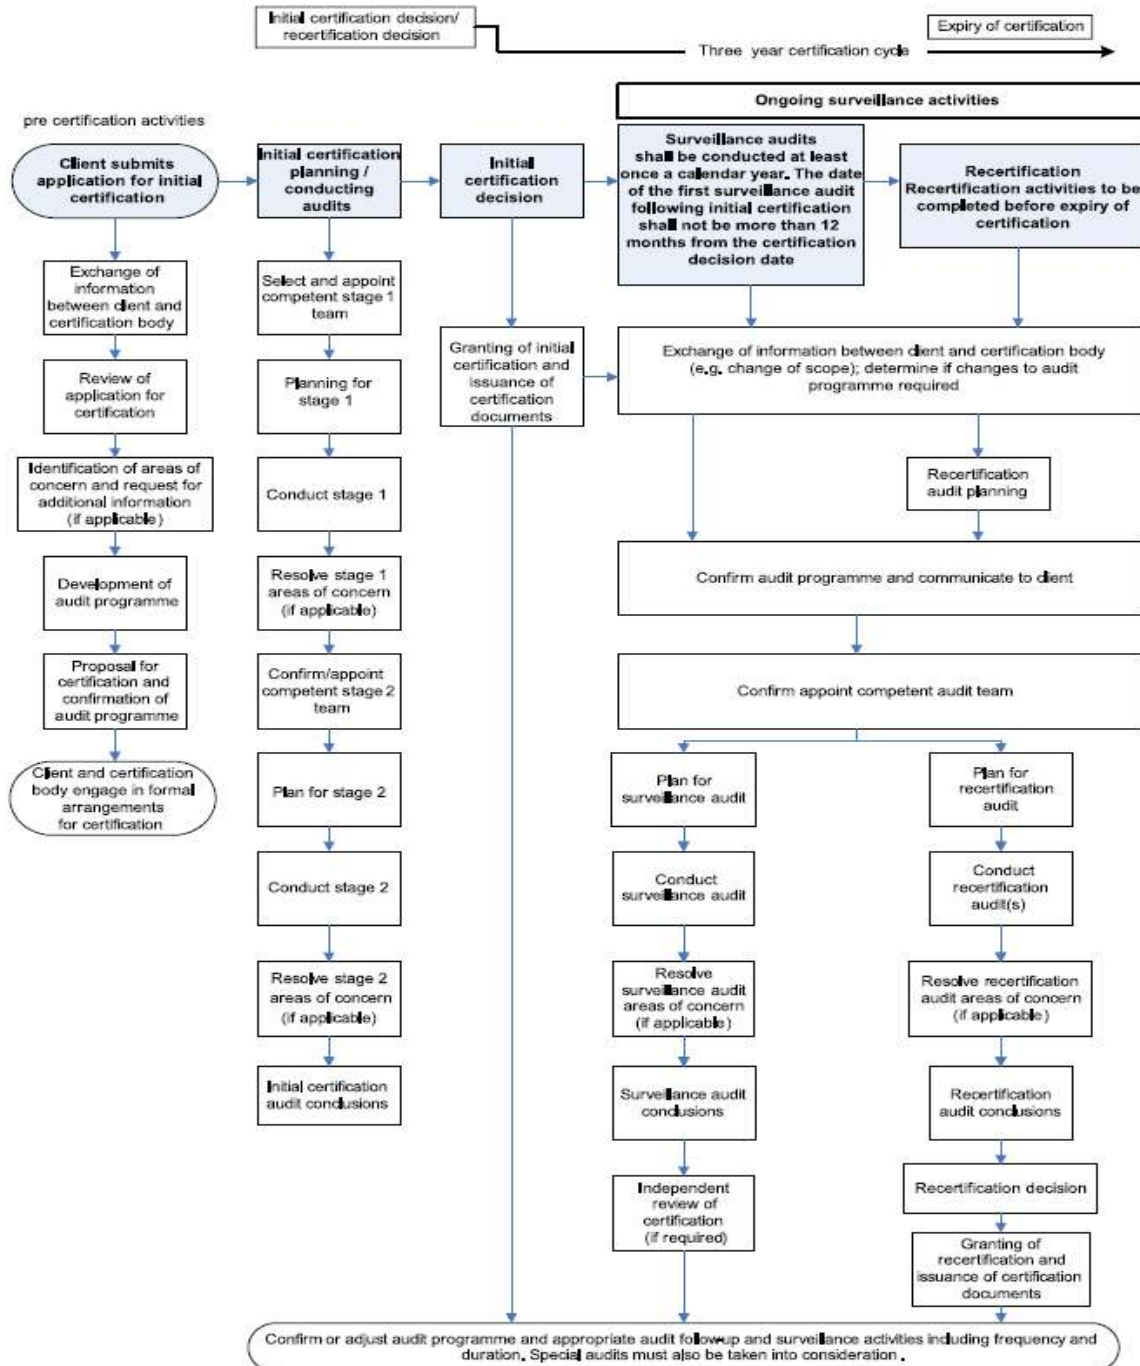 Initial certification decision/
recertification decision
Expiry of certification
Three year certification cycle
Ongoing surveillance activities
pre certification activities
Client submits
application for initial
certification
Initial certification
planning /
conducting
audits
Initial
certification
decision
Surveillance audits
shall be conducted at least
once a calendar year. The date
of the first surveillance audit
following initial certification
shall not be more than 12
months from the certification
decision date
Recertification
Recertification activities to be
completed before expiry of
certification
Exchange of
information
between client and
certification body
Review of
application for
certification
Identification of areas of
concern and request for
additional information
(if applicable)
Development of
audit programme
Proposal for
certification and
confirmation of
audit programme
Client and certification
body engage in formal
arrangements
for certification
Select and appoint
competent stage 1
team
Planning for
stage 1
Conduct stage 1
Resolve stage 1
areas of concern
(if applicable)
Confirm/appoint
competent stage 2
team
Plan for stage 2
Conduct stage 2
Resolve stage 2
areas of concern
(if applicable)
Initial certification
audit conclusions
Granting of initial
certification and
issuance of
certification
documents
Exchange of information between client and certification body
(e.g. change of scope); determine if changes to audit
programme required
Recertification
audit planning
Confirm audit programme and communicate to client
Confirm appoint competent audit team
Plan for
surveillance audit
Conduct
surveillance audit
Resolve
surveillance audit
areas of concern
(if applicable)
Surveillance audit
conclusions
Independent
review of
certification
(if required)
Plan for
recertification
audit
Conduct
recertification
audit(s)
Resolve recertification
audit areas of concern
(if applicable)
Recertification
audit conclusions
Recertification decision
Granting of
recertification and
issuance of certification
documents
Confirm or adjust audit programme and appropriate audit follow-up and surveillance activities including frequency and
duration. Special audits must also be taken into consideration.